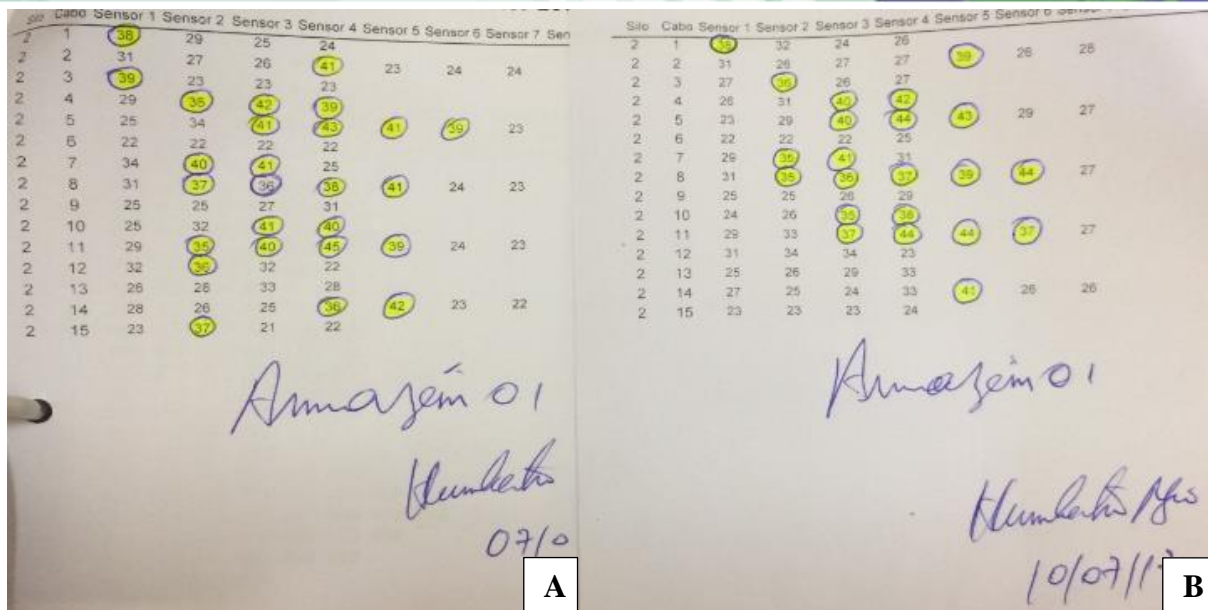 Silo Cabo Sensor 1 Sensor 2 Sensor 3 Sensor 4 Sensor 5 Sensor 6 Sensor 7 Sen
2 1 38 29 25 24
2 2 31 27 26 41 23 24 24
2 3 39 23 23 23
2 4 29 35 42 39
2 5 25 34 41 43 41 39 23
2 6 22 22 22 22
2 7 34 40 41 25
2 8 31 37 36 38 41 24 23
2 9 25 25 27 31
2 10 25 32 41 40
2 11 29 35 40 45 39 24 23
2 12 32 36 32 22
2 13 26 28 33 28
2 14 28 26 25 36 42 23 22
2 15 23 37 21 22
Armazém 01
Humberto
07/0
A
Silo Cabo Sensor 1 Sensor 2 Sensor 3 Sensor 4 Sensor 5 Sensor 6
2 1 32 24 26
2 2 31 26 27 27 39 26 26
2 3 27 36 26 27
2 4 26 31 40 42
2 5 23 29 40 44 43 29 27
2 6 22 22 22 25
2 7 29 35 41 31
2 8 31 35 36 37 39 44 27
2 9 25 25 26 29
2 10 24 26 35 38
2 11 29 33 37 44 44 37 27
2 12 31 34 34 23
2 13 25 26 29 33
2 14 27 25 24 33 41 26 26
2 15 23 23 23 24
Armazém 01
Humberto
10/07/1
B